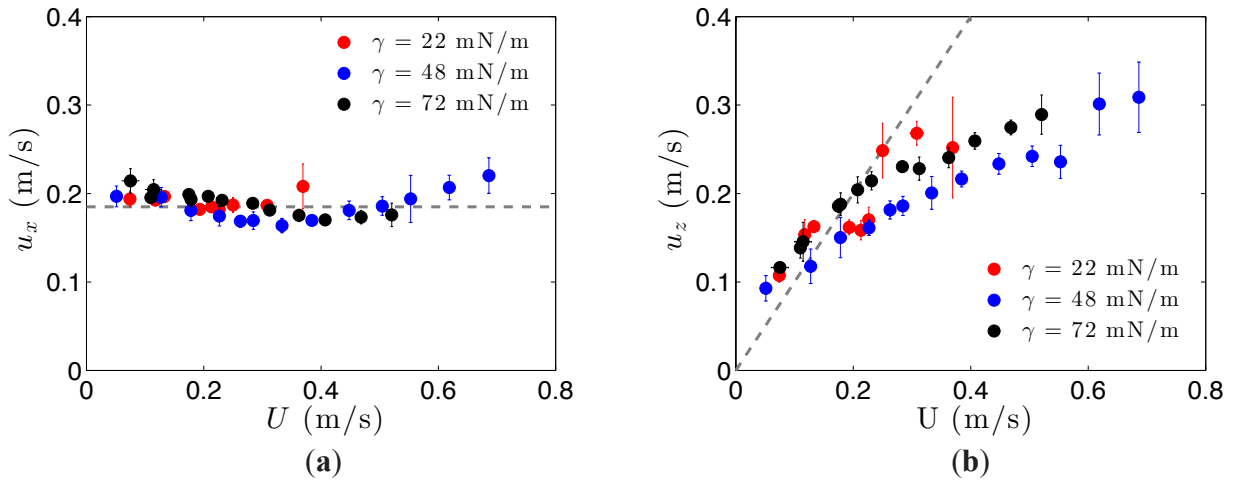 0.4
0.3
0.2
0.1
0
u_x (m/s)
γ = 22 mN/m
γ = 48 mN/m
γ = 72 mN/m
0 0.2 0.4 0.6 0.8
U (m/s)
(a)
0.4
0.3
0.2
0.1
0
u_z (m/s)
γ = 22 mN/m
γ = 48 mN/m
γ = 72 mN/m
0 0.2 0.4 0.6 0.8
U (m/s)
(b)